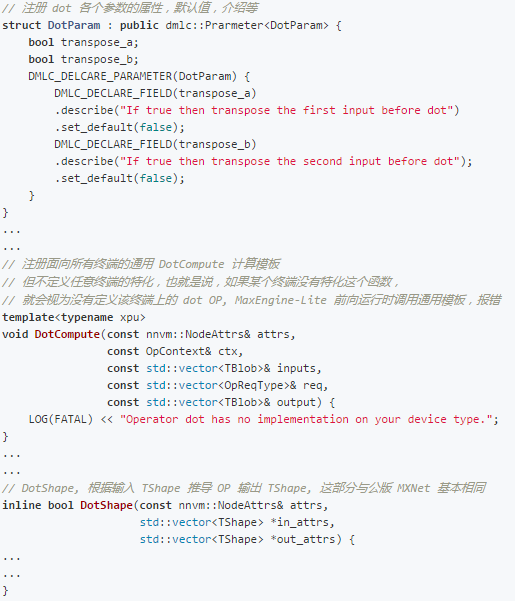 // 注册 dot 各个参数的属性，默认值，介绍等
struct DotParam : public dmlc::Prarmeter<DotParam> {
    bool transpose_a;
    bool transpose_b;
    DMLC_DELCARE_PARAMETER(DotParam) {
        DMLC_DECLARE_FIELD(transpose_a)
        .describe("If true then transpose the first input before dot")
        .set_default(false);
        DMLC_DECLARE_FIELD(transpose_b)
        .describe("If true then transpose the second input before dot");
        .set_default(false);
    }
}
...
...
// 注册面向所有终端的通用 DotCompute 计算模板
// 但不定义任意终端的特化，也就是说，如果某个终端没有特化这个函数，
// 就会视为没有定义该终端上的 dot OP, MaxEngine-Lite 前向运行时调用通用模板，报错
template<typename xpu>
void DotCompute(const nnvm::NodeAttrs& attrs,
                const OpContext& ctx,
                const std::vector<TBlob>& inputs,
                const std::vector<OpReqType>& req,
                const std::vector<TBlob>& output) {
    LOG(FATAL) << "Operator dot has no implementation on your device type.";
}
...
...
// DotShape, 根据输入 TShape 推导 OP 输出 TShape, 这部分与公版 MXNet 基本相同
inline bool DotShape(const nnvm::NodeAttrs& attrs,
                     std::vector<TShape> *in_attrs,
                     std::vector<TShape> *out_attrs) {
...
...
}